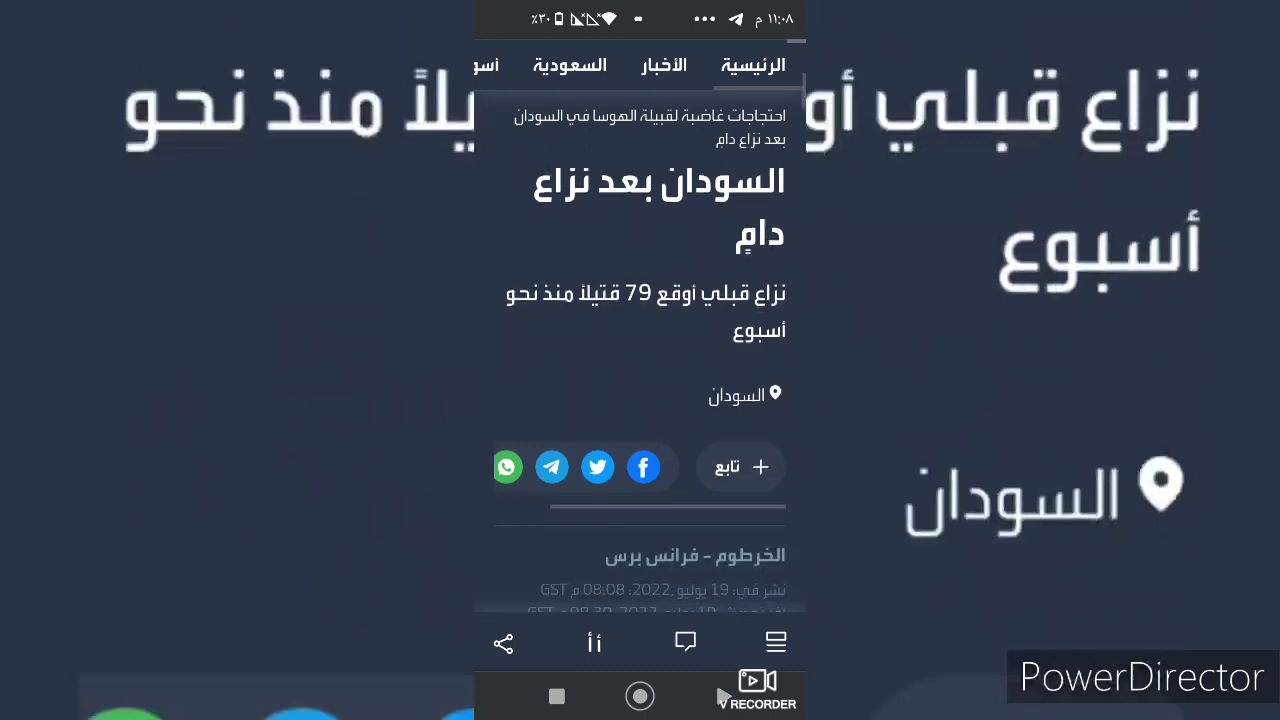 ١١:٠٨ م
٪٣٠
الرئيسية الأخبار السعودية أسو
احتجاجات غاضبة لقبيلة الهوسا في السودان
بعد نزاع دامٍ
السودان بعد نزاع
دامٍ
نزاع قبلي أوقع 79 قتيلاً منذ نحو
أسبوع
السودان
تابع
الخرطوم - فرانس برس
نشر في: 19 يوليو ,2022: 08:08 م GST
نزاع قبلي أو
يلاً منذ نحو
أسبوع
السودان
أ أ
V RECORDER
PowerDirector